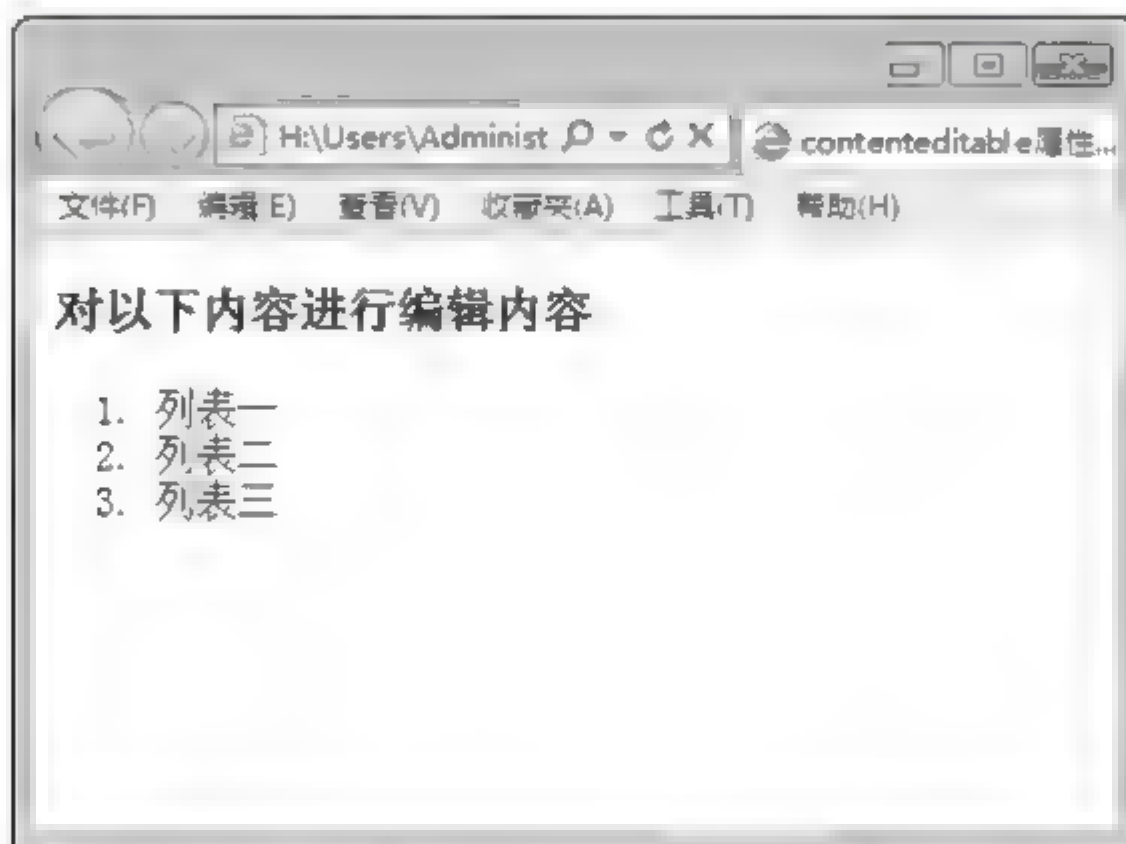 H:\Users\Administ contenteditable属性...
文件(F) 编辑(E) 查看(V) 收藏夹(A) 工具(T) 帮助(H)
对以下内容进行编辑内容
1. 列表一
2. 列表二
3. 列表三